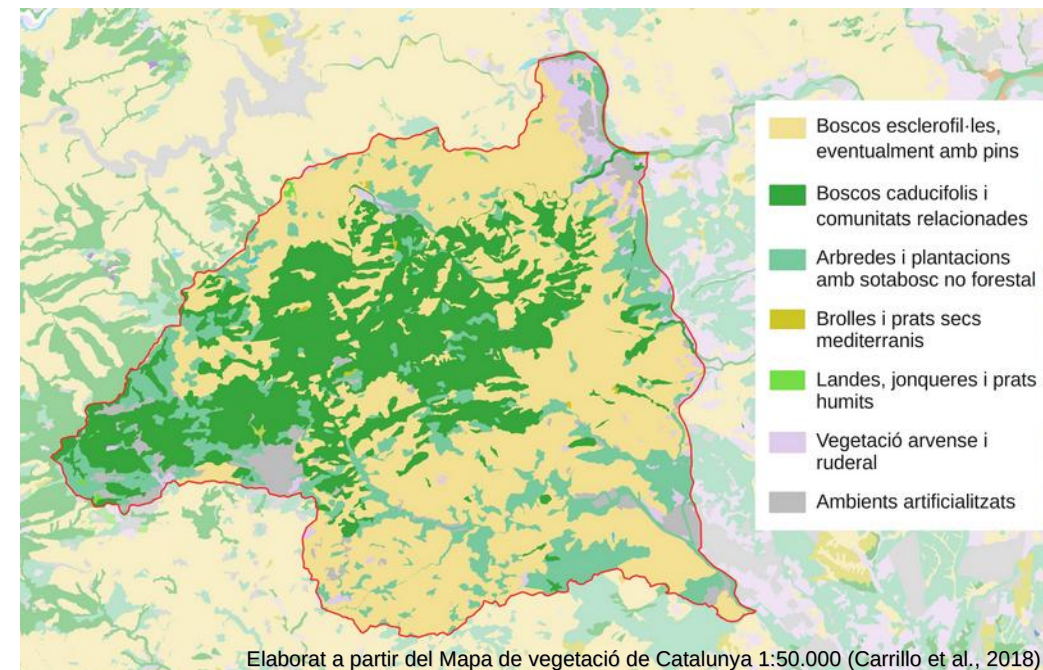 Boscos esclerofil·les,
eventualment amb pins
Boscos caducifolis i
comunitats relacionades
Arbredes i plantacions
amb sotabosc no forestal
Brolles i prats secs
mediterranis
Landes, jonqueres i prats
humits
Vegetació arvense i
ruderal
Ambients artificialitzats
Elaborat a partir del Mapa de vegetació de Catalunya 1:50.000 (Carrillo et al., 2018)